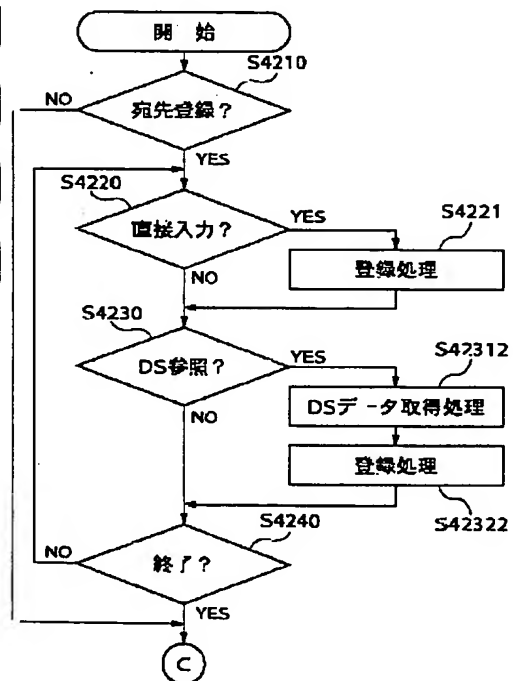 開 始
S4210
NO
宛先登録？
YES
S4220
直接入力？
YES
S4221
登録処理
NO
S4230
DS参照？
YES
S42312
DSデータ取得処理
NO
登録処理
S42322
S4240
NO
終了？
YES
C